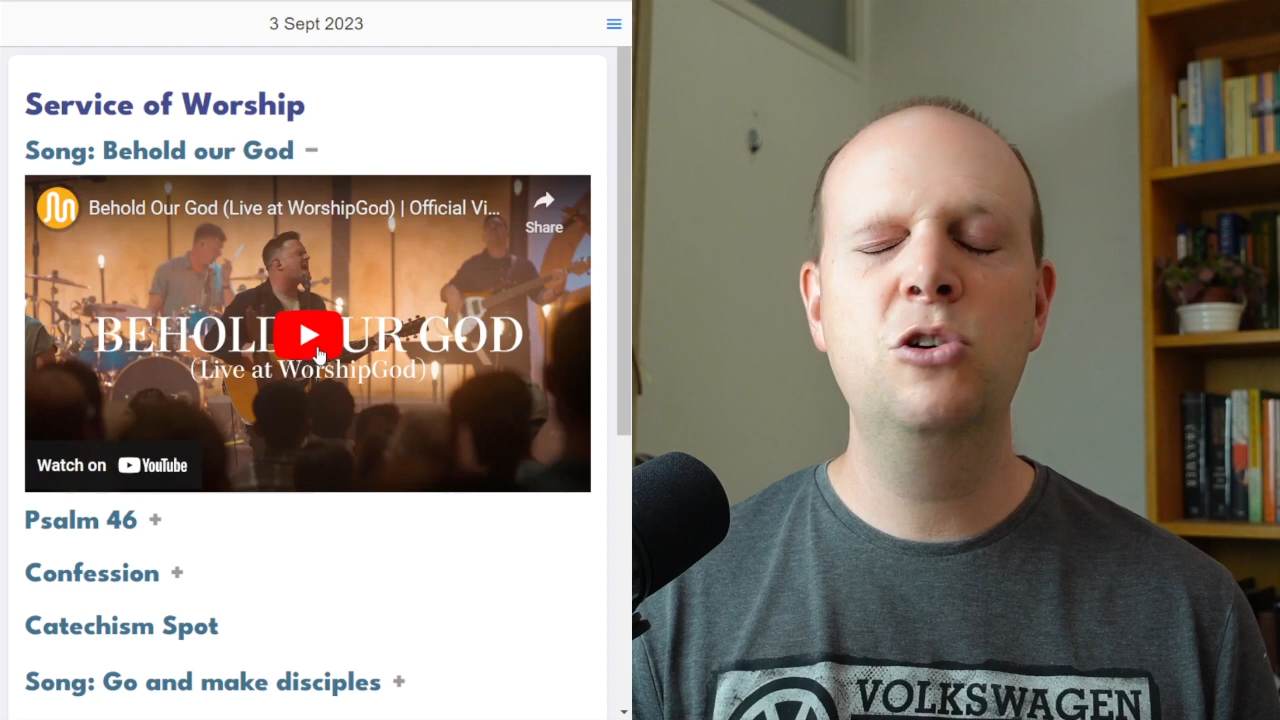 3 Sept 2023
Service of Worship
Song: Behold our God
Behold Our God (Live at WorshipGod) | Official Vi...
Share
BEHOLD OUR GOD
(Live at WorshipGod)
Watch on YouTube
Psalm 46
Confession
Catechism Spot
Song: Go and make disciples
VOLKSWAGEN